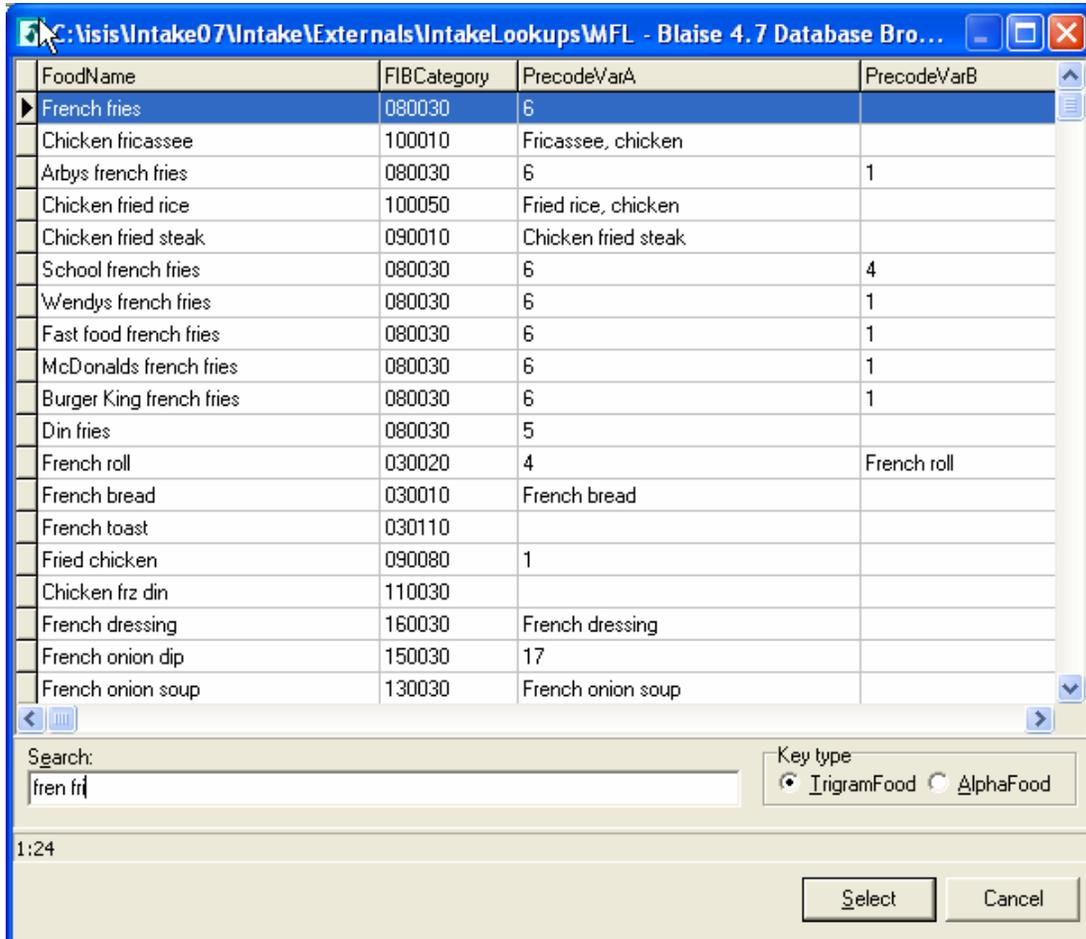 C:\isis\Intake07\Intake\Externals\IntakeLookups\MFL - Blaise 4.7 Database Bro...
FoodName FIBCategory PrecodeVarA PrecodeVarB
French fries 080030 6
Chicken fricassee 100010 Fricassee, chicken
Arbys french fries 080030 6 1
Chicken fried rice 100050 Fried rice, chicken
Chicken fried steak 090010 Chicken fried steak
School french fries 080030 6 4
Wendys french fries 080030 6 1
Fast food french fries 080030 6 1
McDonalds french fries 080030 6 1
Burger King french fries 080030 6 1
Din fries 080030 5
French roll 030020 4 French roll
French bread 030010 French bread
French toast 030110
Fried chicken 090080 1
Chicken frz din 110030
French dressing 160030 French dressing
French onion dip 150030 17
French onion soup 130030 French onion soup
Search: Key type
fren fri TrigramFood AlphaFood
1:24
Select Cancel